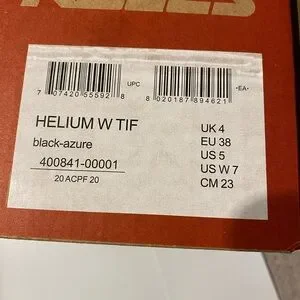 7 07420 55592 8
UPC
8 020187 894621
-EA-
HELIUM W TIF
black-azure
400841-00001
20 ACPF 20
UK 4
EU 38
US 5
US W 7
CM 23